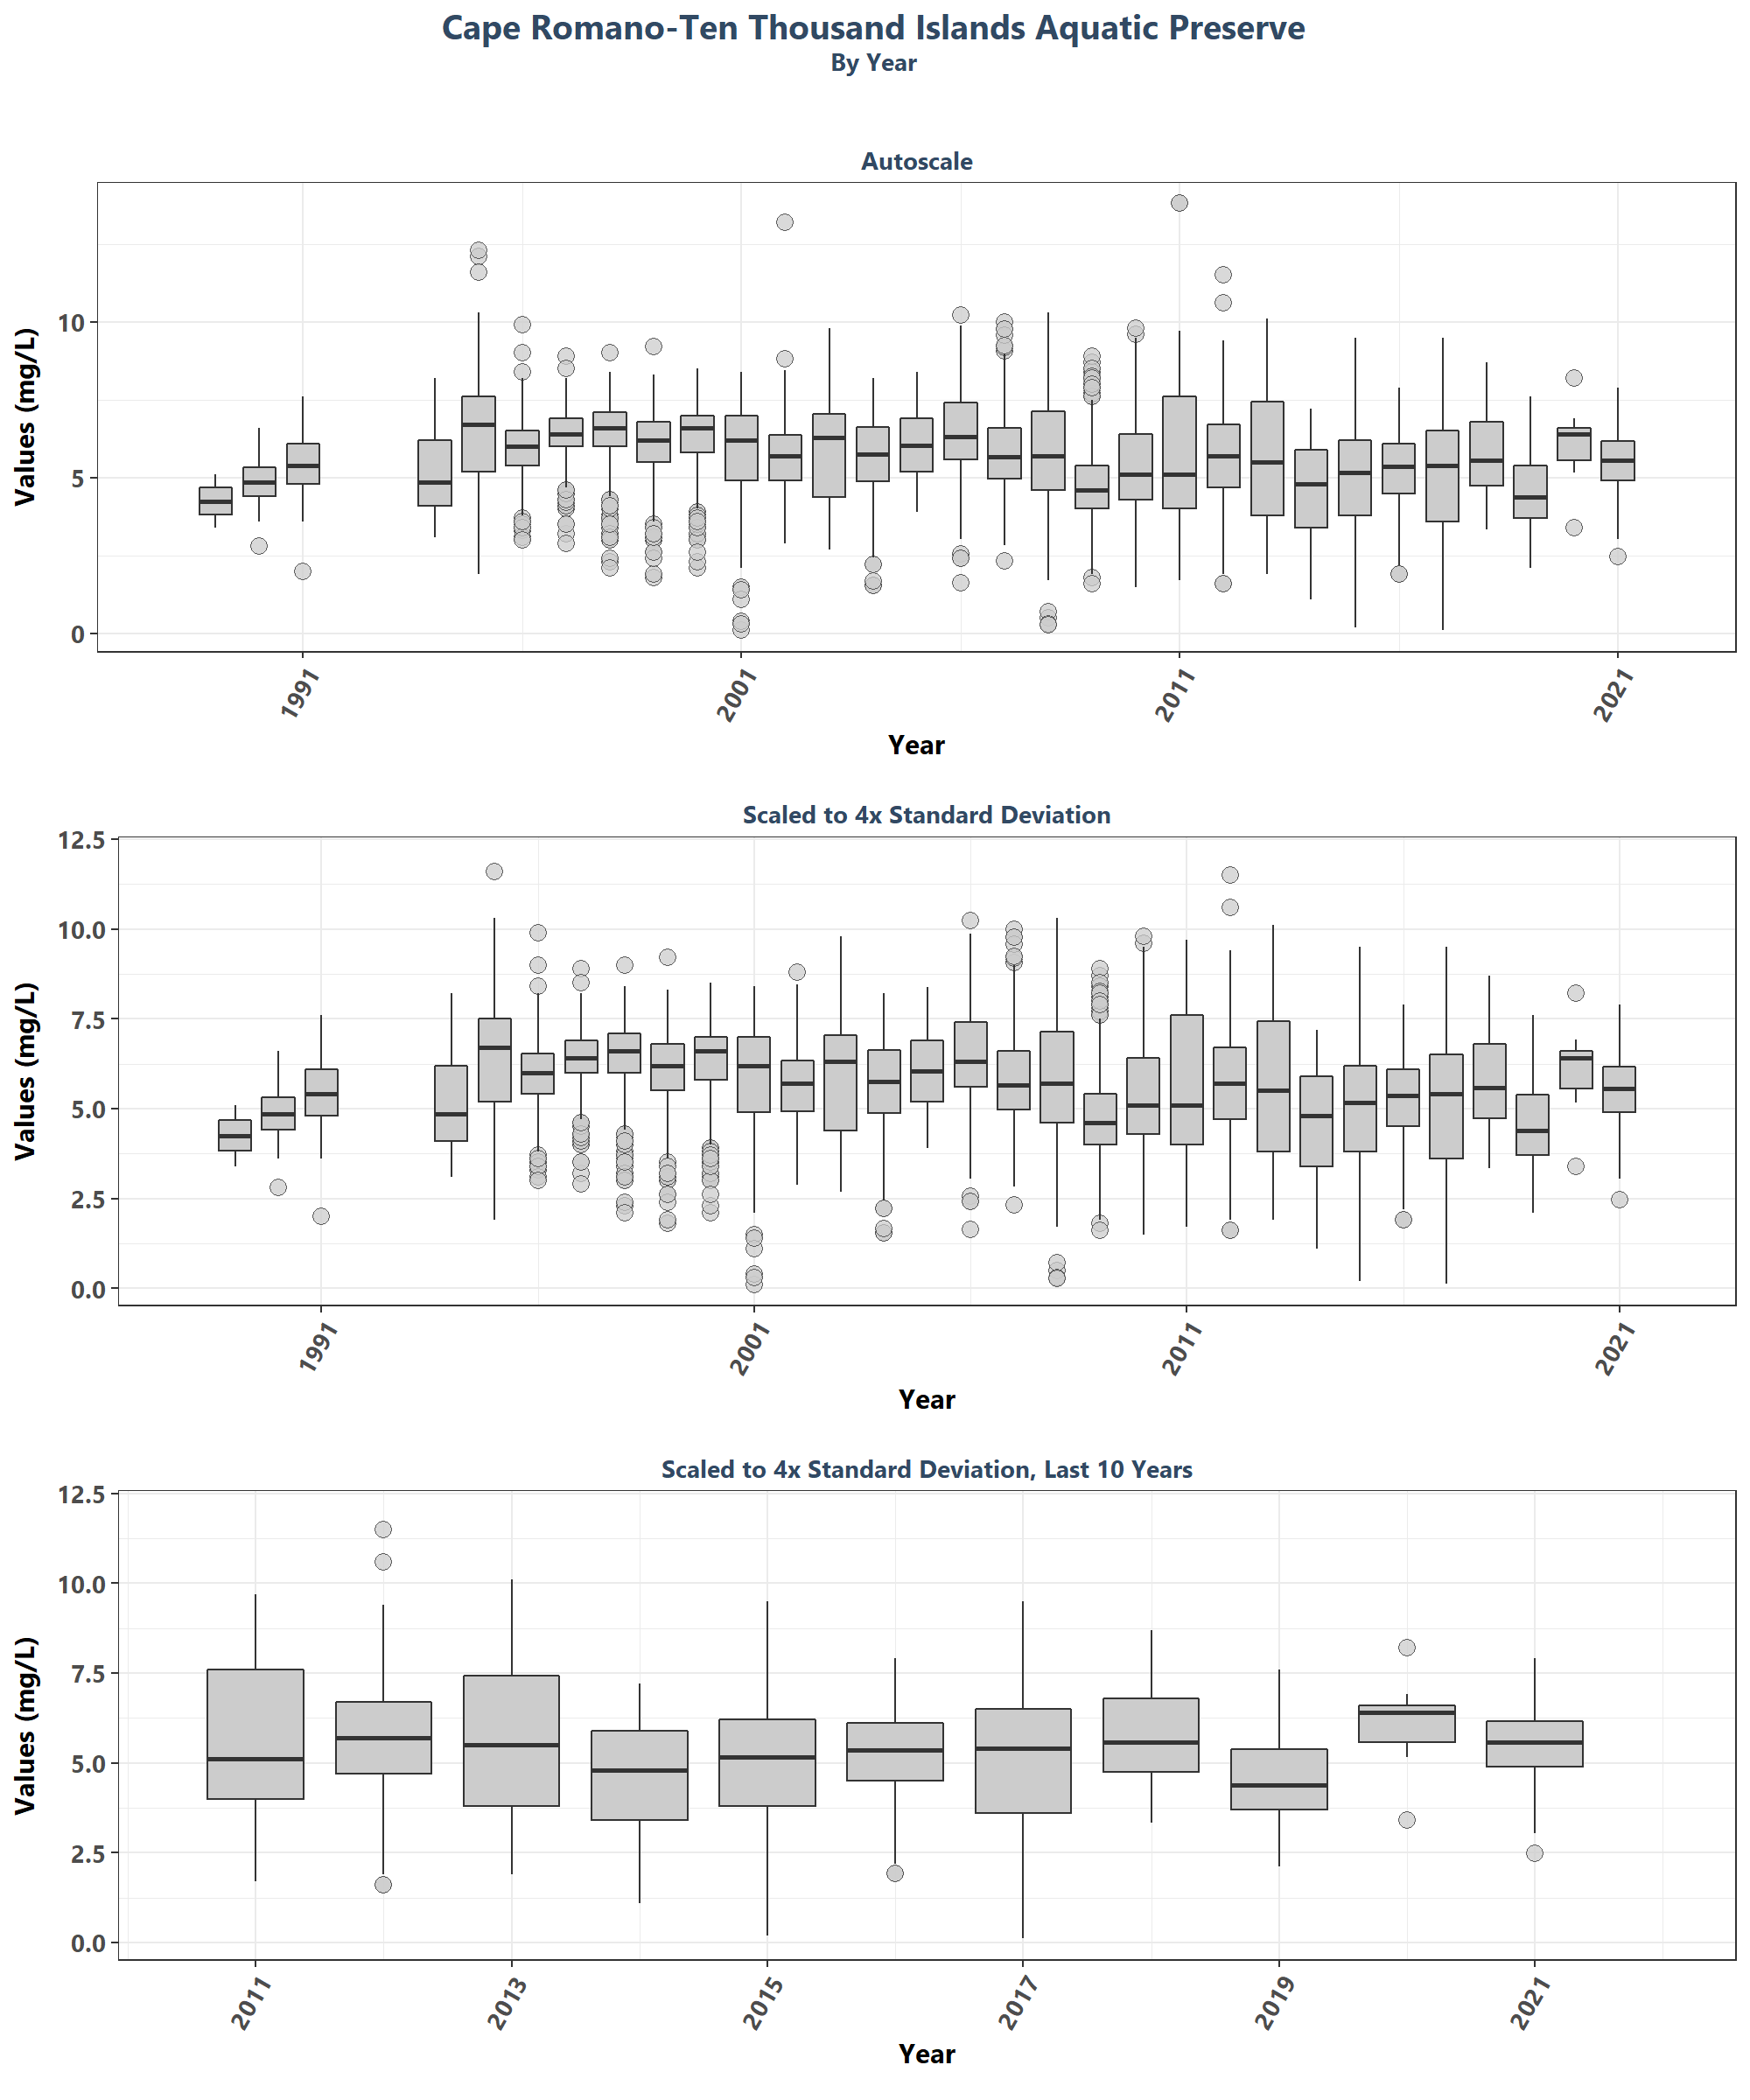 Cape Romano-Ten Thousand Islands Aquatic Preserve
By Year
Autoscale
Values (mg/L)
10
5
0
1991
2001
2011
2021
Year
Scaled to 4x Standard Deviation
Values (mg/L)
12.5
10.0
7.5
5.0
2.5
0.0
1991
2001
2011
2021
Year
Scaled to 4x Standard Deviation, Last 10 Years
Values (mg/L)
12.5
10.0
7.5
5.0
2.5
0.0
2011
2013
2015
2017
2019
2021
Year